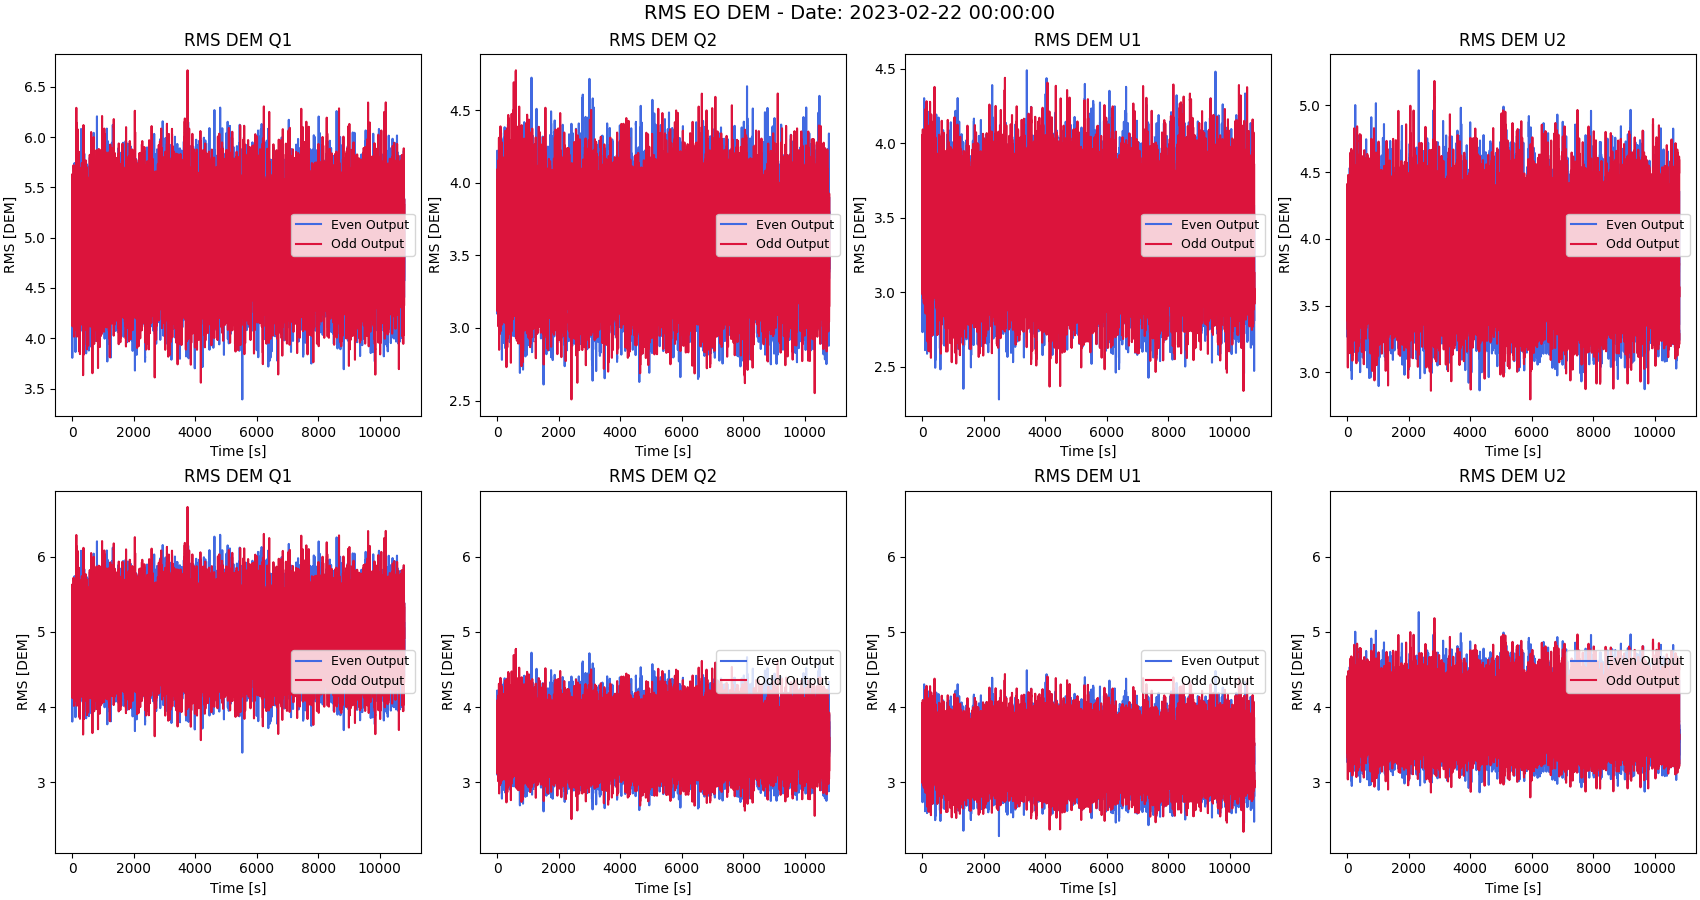 RMS EO DEM - Date: 2023-02-22 00:00:00
RMS DEM Q1
RMS [DEM]
6.5
6.0
5.5
5.0
4.5
4.0
3.5
Even Output
Odd Output
0 2000 4000 6000 8000 10000
Time [s]
RMS DEM Q2
RMS [DEM]
4.5
4.0
3.5
3.0
2.5
Even Output
Odd Output
0 2000 4000 6000 8000 10000
Time [s]
RMS DEM U1
RMS [DEM]
4.5
4.0
3.5
3.0
2.5
Even Output
Odd Output
0 2000 4000 6000 8000 10000
Time [s]
RMS DEM U2
RMS [DEM]
5.0
4.5
4.0
3.5
3.0
Even Output
Odd Output
0 2000 4000 6000 8000 10000
Time [s]
RMS DEM Q1
RMS [DEM]
6
5
4
3
Even Output
Odd Output
0 2000 4000 6000 8000 10000
Time [s]
RMS DEM Q2
RMS [DEM]
6
5
4
3
Even Output
Odd Output
0 2000 4000 6000 8000 10000
Time [s]
RMS DEM U1
RMS [DEM]
6
5
4
3
Even Output
Odd Output
0 2000 4000 6000 8000 10000
Time [s]
RMS DEM U2
RMS [DEM]
6
5
4
3
Even Output
Odd Output
0 2000 4000 6000 8000 10000
Time [s]